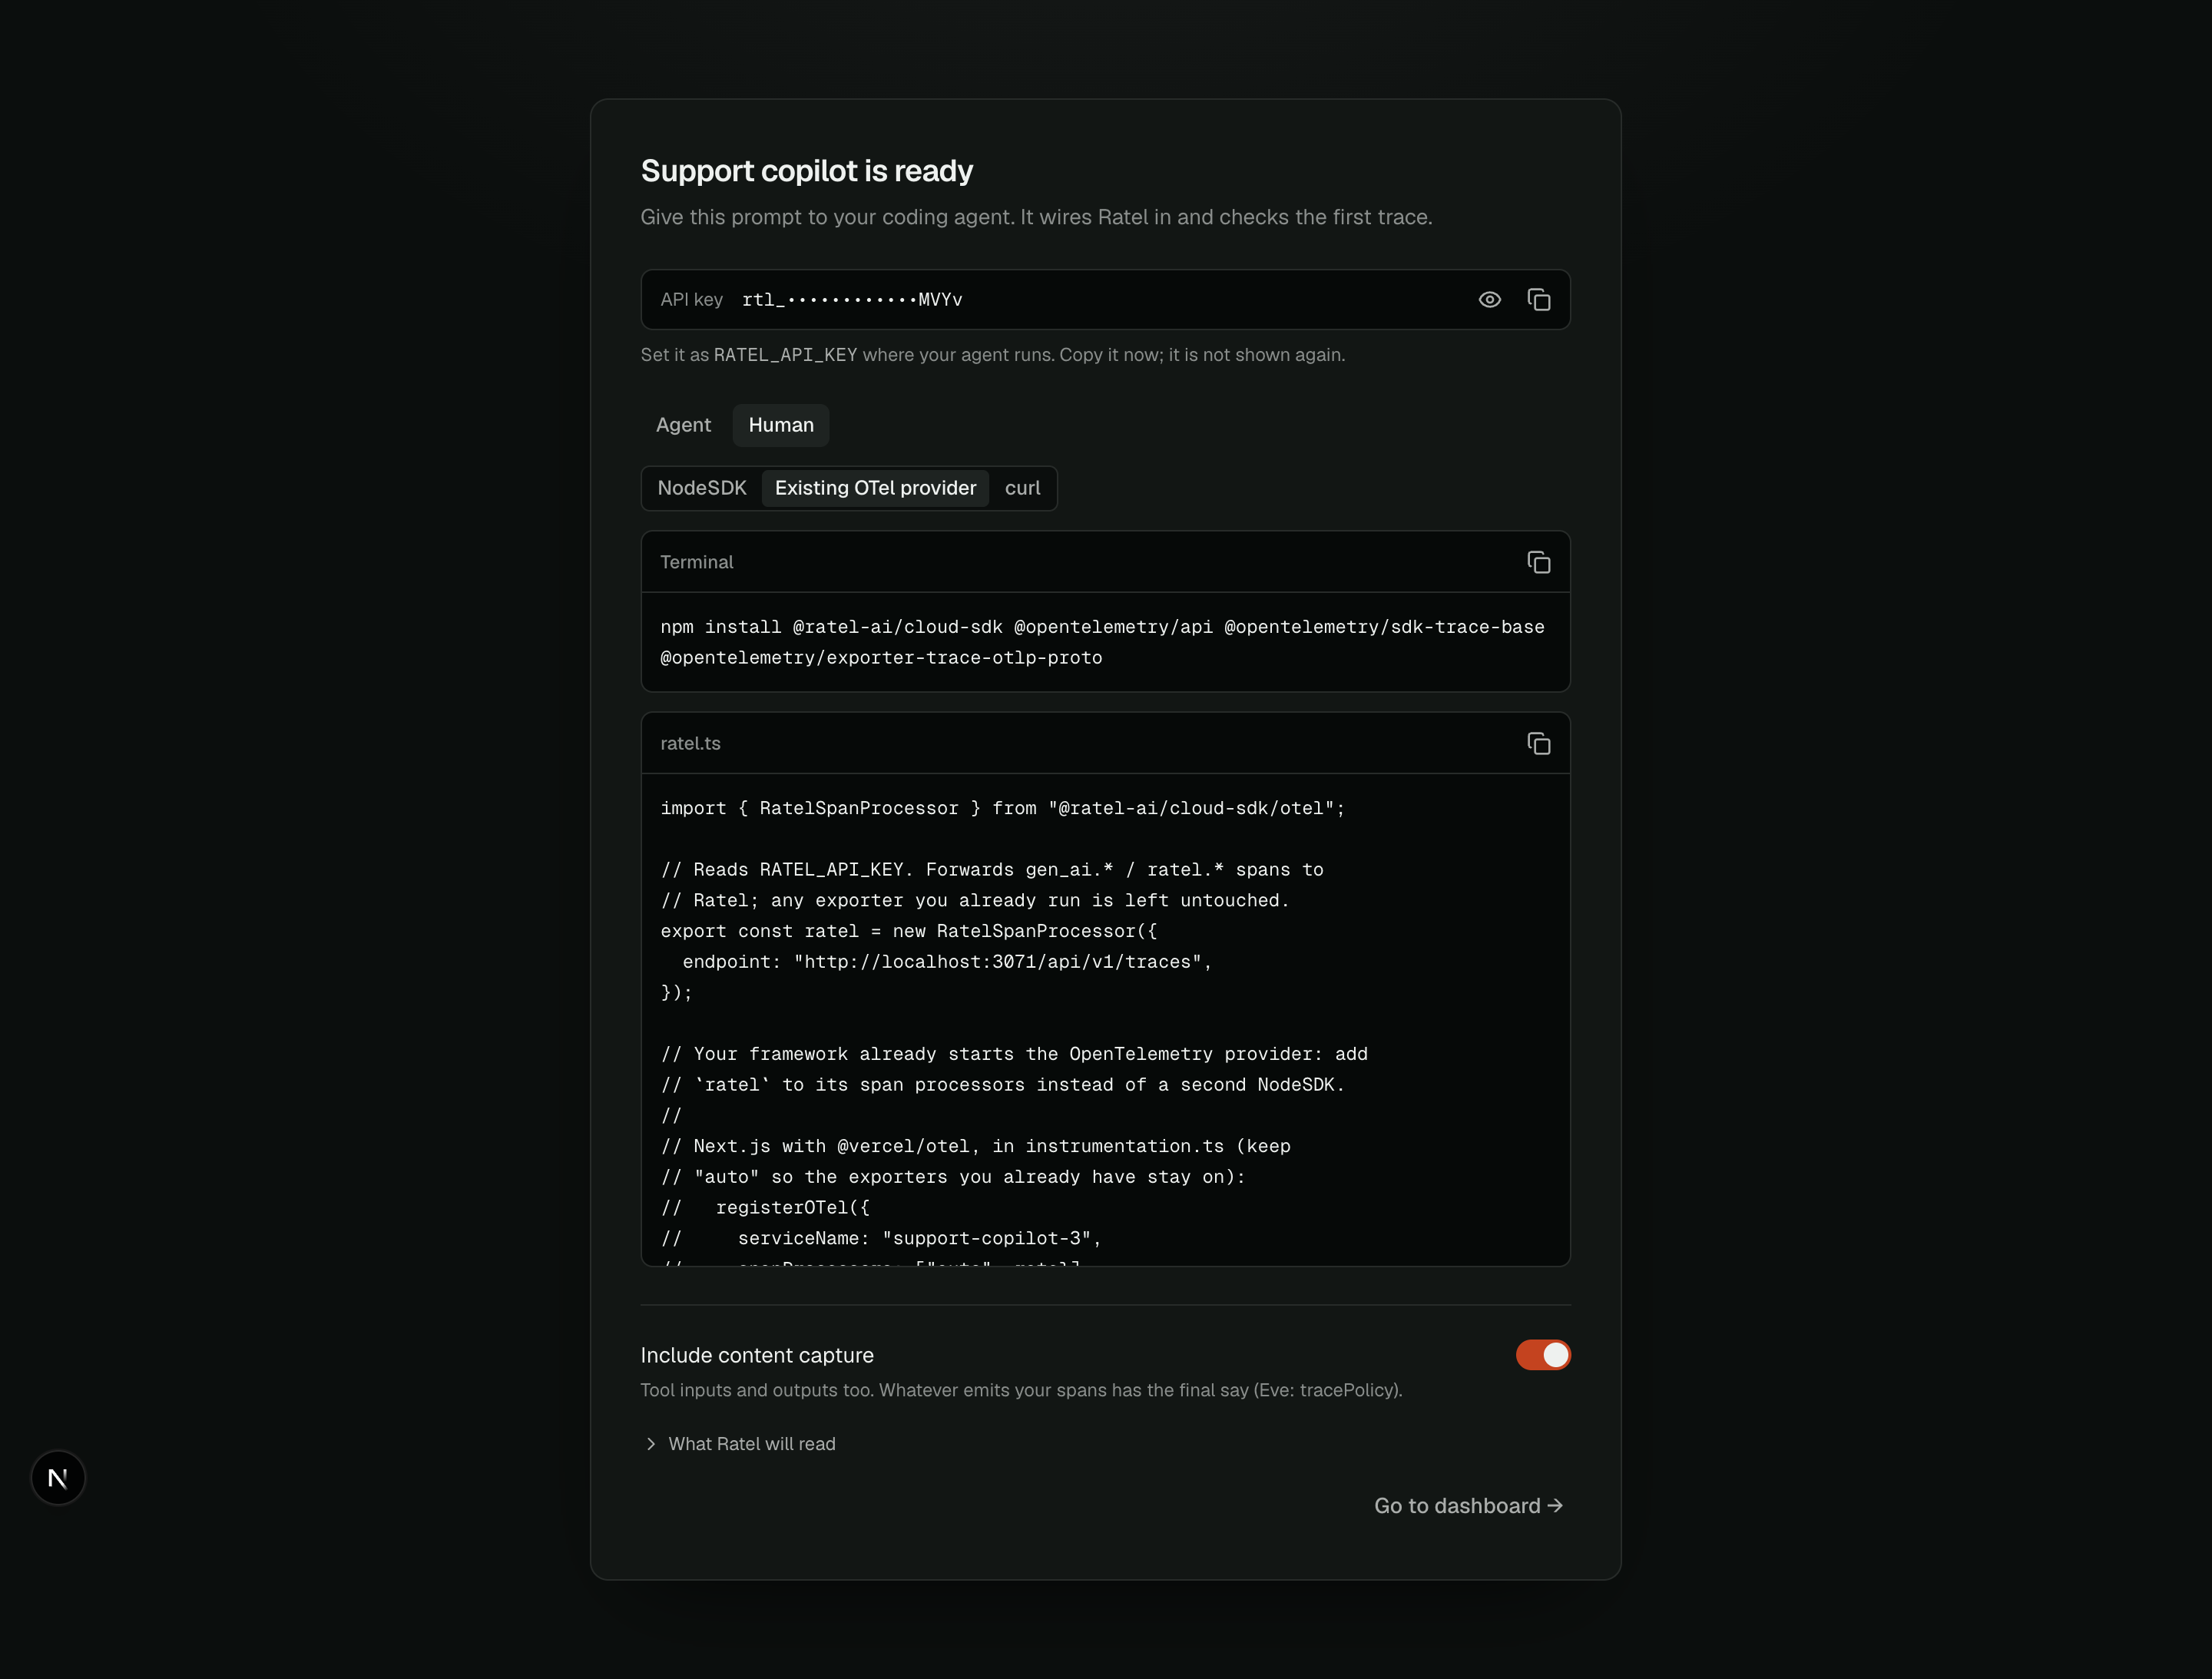 Support copilot is ready
Give this prompt to your coding agent. It wires Ratel in and checks the first trace.
API key rtl_••••••••••••MVYv
Set it as RATEL_API_KEY where your agent runs. Copy it now; it is not shown again.
Agent Human
NodeSDK Existing OTel provider curl
Terminal
npm install @ratel-ai/cloud-sdk @opentelemetry/api @opentelemetry/sdk-trace-base
@opentelemetry/exporter-trace-otlp-proto
ratel.ts
import { RatelSpanProcessor } from "@ratel-ai/cloud-sdk/otel";
// Reads RATEL_API_KEY. Forwards gen_ai.* / ratel.* spans to
// Ratel; any exporter you already run is left untouched.
export const ratel = new RatelSpanProcessor({
  endpoint: "http://localhost:3071/api/v1/traces",
});
// Your framework already starts the OpenTelemetry provider: add
// `ratel` to its span processors instead of a second NodeSDK.
//
// Next.js with @vercel/otel, in instrumentation.ts (keep
// "auto" so the exporters you already have stay on):
//   registerOTel({
//     serviceName: "support-copilot-3",
//     spanProcessors: ["auto", ratel]
Include content capture
Tool inputs and outputs too. Whatever emits your spans has the final say (Eve: tracePolicy).
What Ratel will read
N
Go to dashboard →